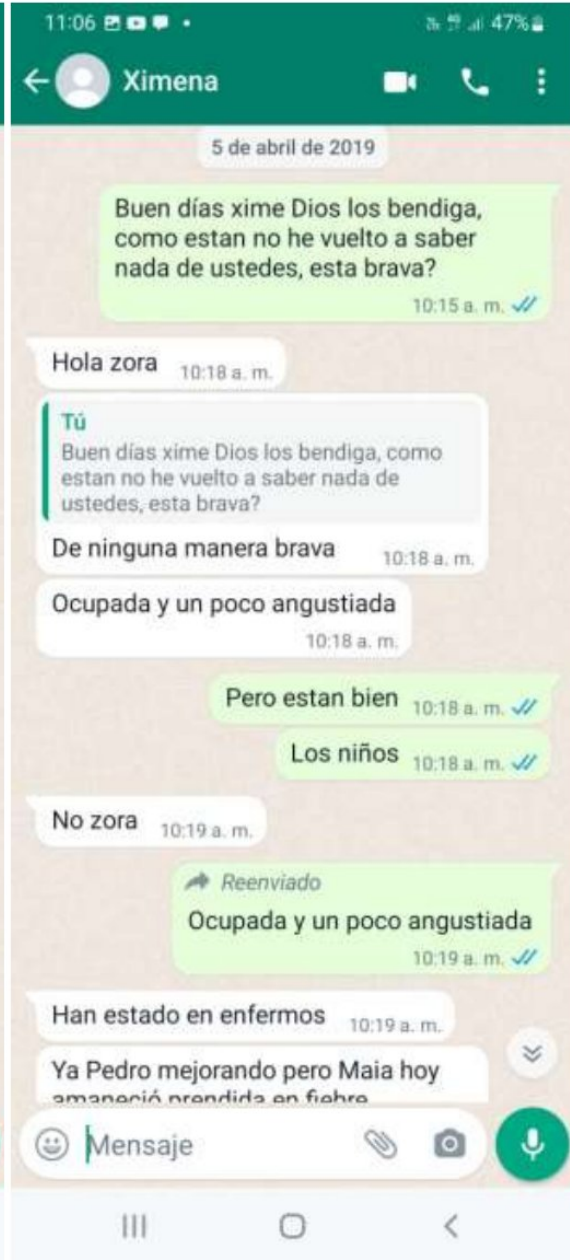 11:06
47%
Ximena
5 de abril de 2019
Buen días xime Dios los bendiga,
como estan no he vuelto a saber
nada de ustedes, esta brava?
10:15 a. m.
Hola zora 10:18 a. m.
Tú
Buen días xime Dios los bendiga, como
estan no he vuelto a saber nada de
ustedes, esta brava?
De ninguna manera brava 10:18 a. m.
Ocupada y un poco angustiada
10:18 a. m.
Pero estan bien 10:18 a. m.
Los niños 10:18 a. m.
No zora 10:19 a. m.
Reenviado
Ocupada y un poco angustiada
10:19 a. m.
Han estado en enfermos 10:19 a. m.
Ya Pedro mejorando pero Maia hoy
amaneció prendida en fiebre
Mensaje